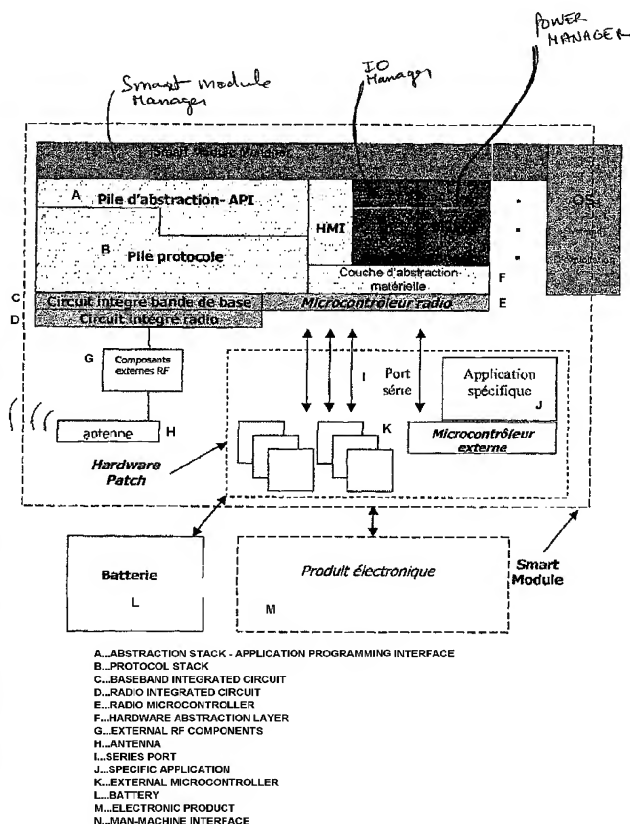 POWER
MANAGER
IO
Manager
Smart Module
Manager
Smart Module Manager
OS
A Pile d'abstraction- API
HMI
B
Pile protocole
Couche d'abstraction
matérielle
F
C Circuit intégré bande de base
Microcontrôleur radio E
D Circuit intégré radio
G Composants
externes RF
I Port
série
Application
spécifique
J
antenne H
K
Microcontrôleur
externe
Hardware
Patch
Batterie
L
Produit électronique
M
Smart
Module
A...ABSTRACTION STACK - APPLICATION PROGRAMMING INTERFACE
B...PROTOCOL STACK
C...BASEBAND INTEGRATED CIRCUIT
D...RADIO INTEGRATED CIRCUIT
E...RADIO MICROCONTROLLER
F...HARDWARE ABSTRACTION LAYER
G...EXTERNAL RF COMPONENTS
H...ANTENNA
I...SERIES PORT
J...SPECIFIC APPLICATION
K...EXTERNAL MICROCONTROLLER
L...BATTERY
M...ELECTRONIC PRODUCT
N...MAN-MACHINE INTERFACE